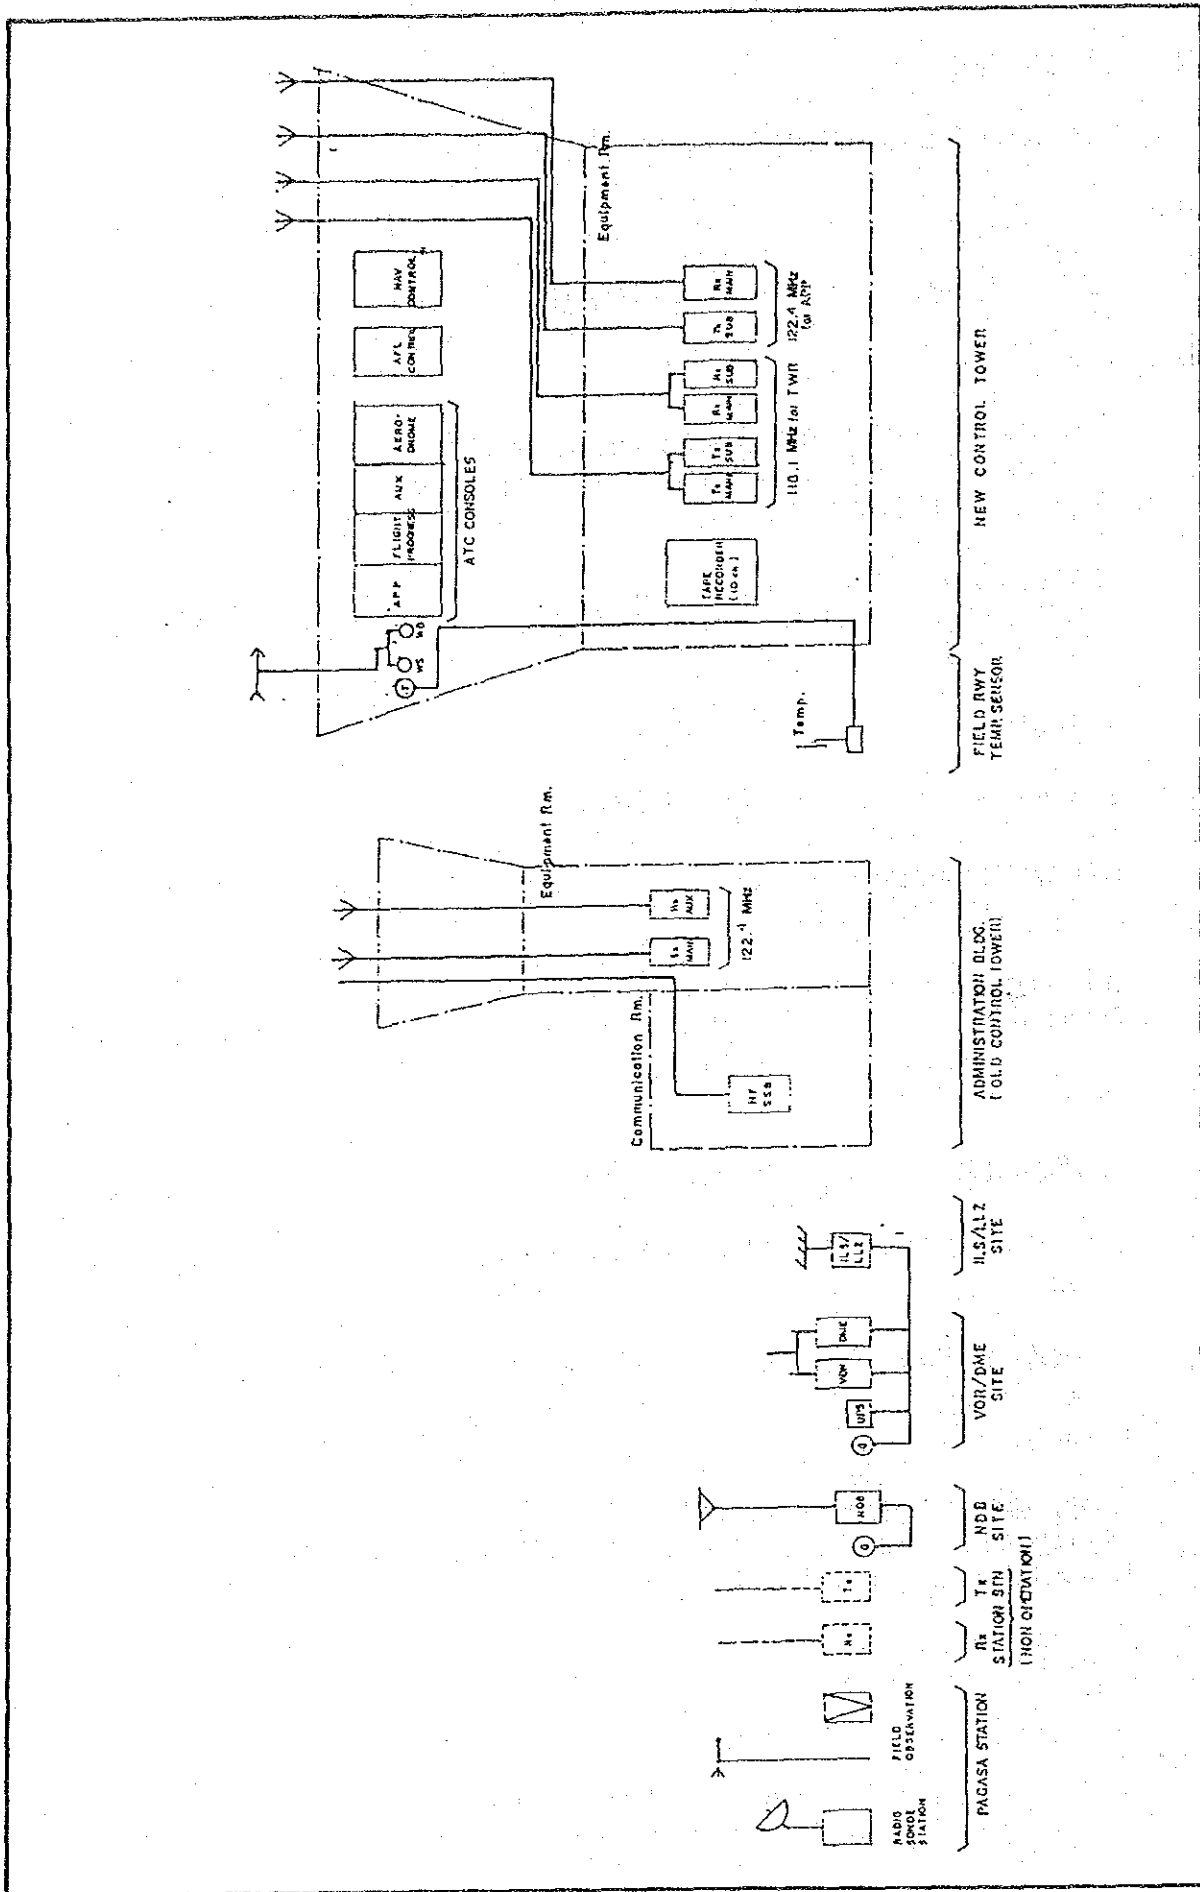 RADIO
SONDE
STATION
FIELD
OBSERVATION
PAGASA STATION
Rx
STATION
Tx
STN
(NON OPERATION)
NDB
G
NDB
SITE
G
UPS
VOR
DME
VOR/DME
SITE
ILS/
LLZ
ILS/LLZ
SITE
Communication Rm.
HF
SSB
Equipment Rm.
Tx
MAIN
Rx
AUX
122.4 MHz
ADMINISTRATION BLDG.
(OLD CONTROL TOWER)
Temp.
FIELD RWY
TEMP. SENSOR
T
WS
WD
APP
FLIGHT
PROGRESS
AUX
AERO-
DROME
ATC CONSOLES
AFL
CONTROL
NAV
CONTROL
Equipment Rm.
TAPE
RECORDER
(10 ch)
Tx
MAIN
Tx
SUB
Rx
MAIN
Rx
SUB
118.1 MHz for TWR
Tx
SUB
Rx
MAIN
122.4 MHz
for APP
NEW CONTROL TOWER